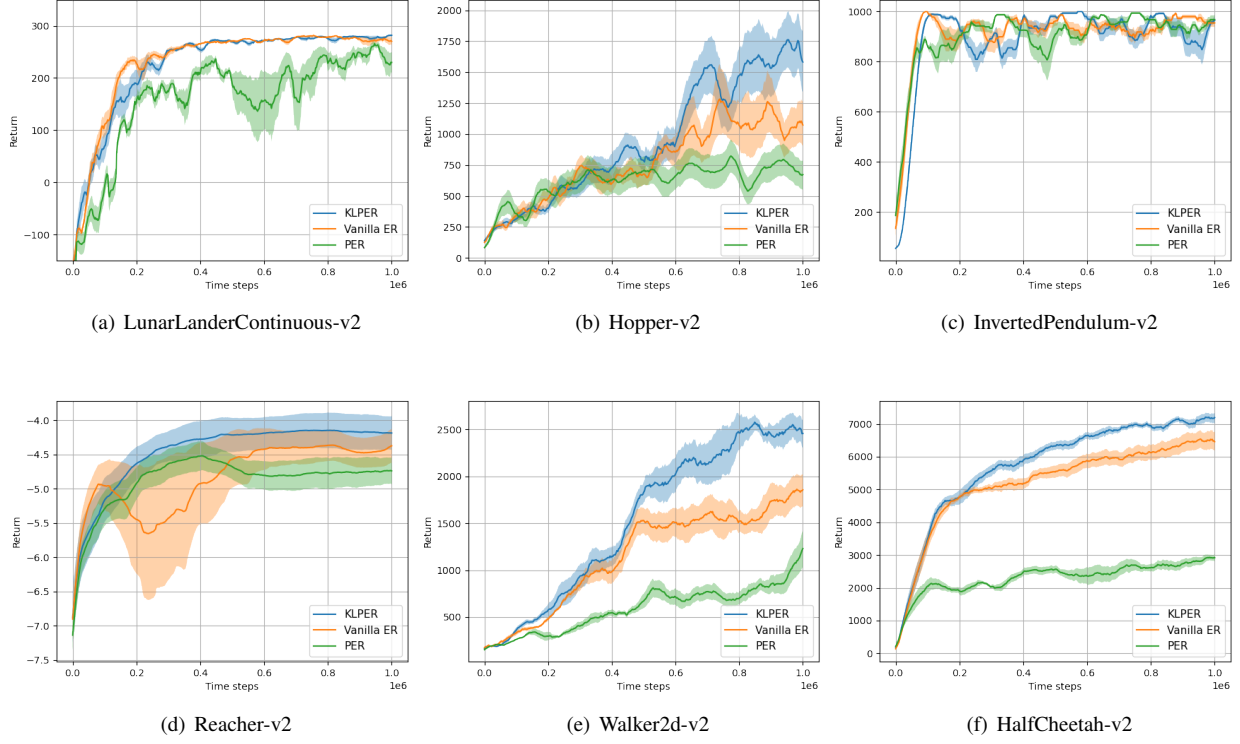 300
200
100
0
−100
Return
0.0
0.2
0.4
0.6
0.8
1.0
1e6
Time steps
KLPER
Vanilla ER
PER
(a) LunarLanderContinuous-v2
2000
1750
1500
1250
1000
750
500
250
0
Return
0.0
0.2
0.4
0.6
0.8
1.0
1e6
Time steps
KLPER
Vanilla ER
PER
(b) Hopper-v2
1000
800
600
400
200
Return
0.0
0.2
0.4
0.6
0.8
1.0
1e6
Time steps
KLPER
Vanilla ER
PER
(c) InvertedPendulum-v2
−4.0
−4.5
−5.0
−5.5
−6.0
−6.5
−7.0
−7.5
Return
0.0
0.2
0.4
0.6
0.8
1.0
1e6
Time steps
KLPER
Vanilla ER
PER
(d) Reacher-v2
2500
2000
1500
1000
500
Return
0.0
0.2
0.4
0.6
0.8
1.0
1e6
Time steps
KLPER
Vanilla ER
PER
(e) Walker2d-v2
7000
6000
5000
4000
3000
2000
1000
0
Return
0.0
0.2
0.4
0.6
0.8
1.0
1e6
Time steps
KLPER
Vanilla ER
PER
(f) HalfCheetah-v2